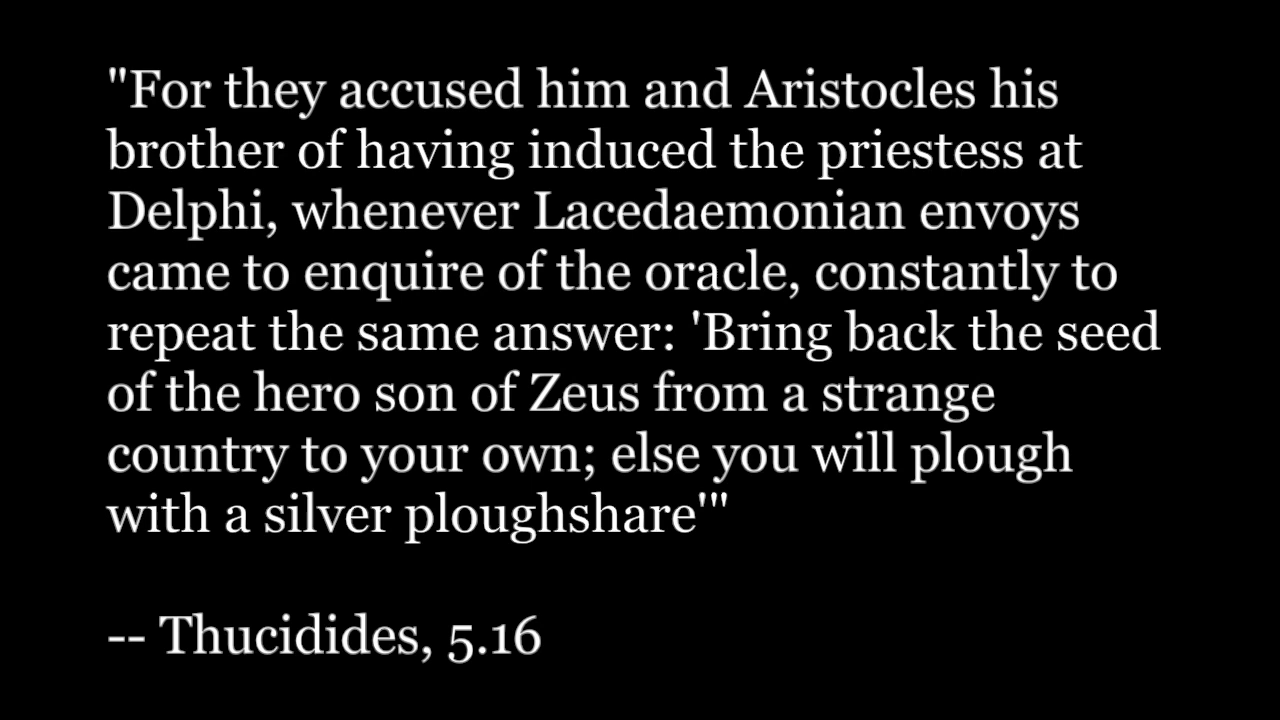 "For they accused him and Aristocles his
brother of having induced the priestess at
Delphi, whenever Lacedaemonian envoys
came to enquire of the oracle, constantly to
repeat the same answer: 'Bring back the seed
of the hero son of Zeus from a strange
country to your own; else you will plough
with a silver ploughshare'"
-- Thucidides, 5.16